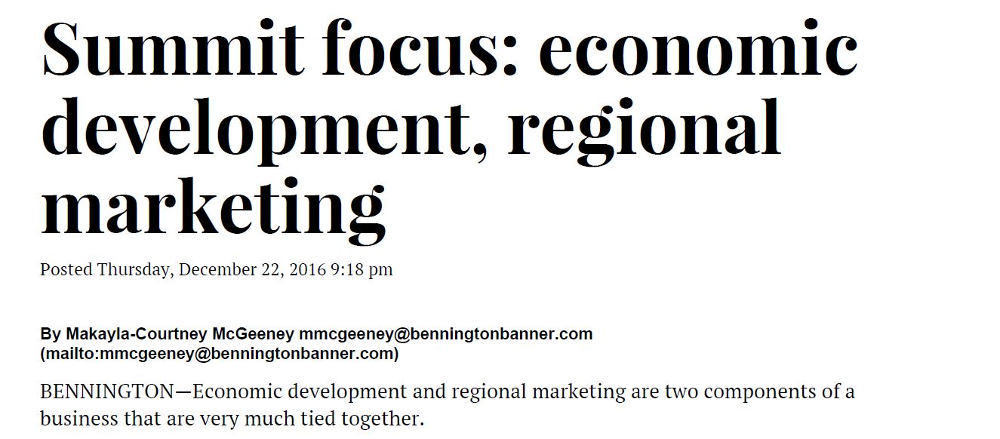 Summit focus: economic
development, regional
marketing
Posted Thursday, December 22, 2016 9:18 pm
By Makayla-Courtney McGeeney mmcgeeney@benningtonbanner.com
(mailto:mmcgeeney@benningtonbanner.com)
BENNINGTON—Economic development and regional marketing are two components of a
business that are very much tied together.